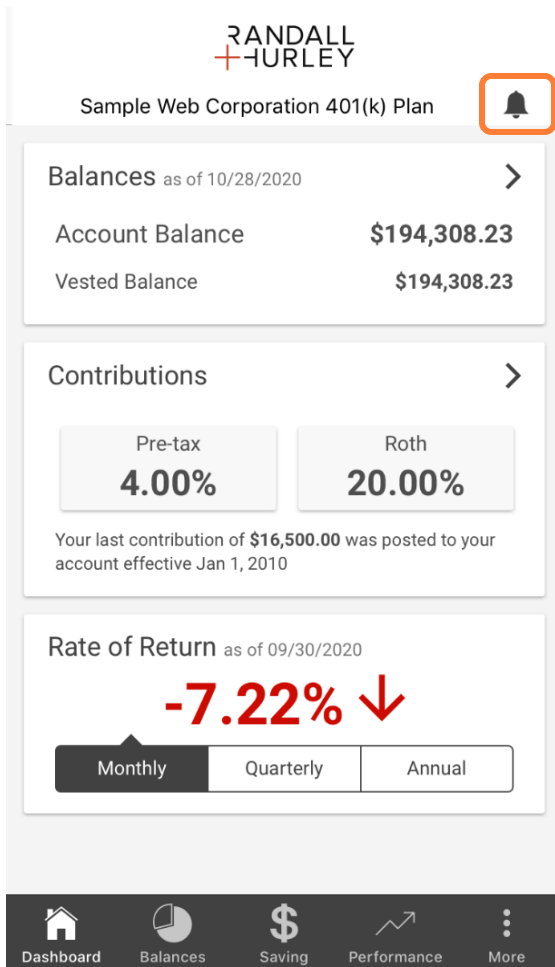 RANDALL
HURLEY
Sample Web Corporation 401(k) Plan
Balances as of 10/28/2020
Account Balance $194,308.23
Vested Balance $194,308.23
Contributions
Pre-tax Roth
4.00% 20.00%
Your last contribution of $16,500.00 was posted to your
account effective Jan 1, 2010
Rate of Return as of 09/30/2020
-7.22%
Monthly Quarterly Annual
Dashboard Balances Saving Performance More